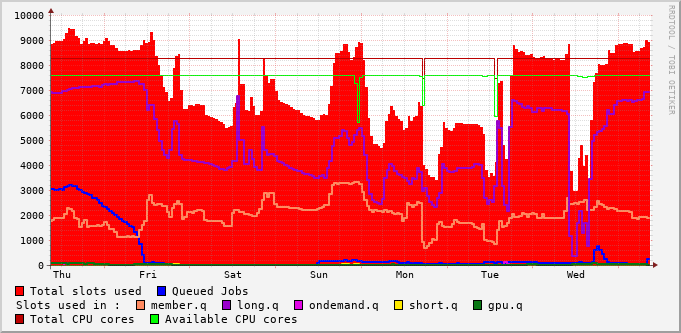 10000
9000
8000
7000
6000
5000
4000
3000
2000
1000
0
Thu Fri Sat Sun Mon Tue Wed
RRDTOOL / TOBI OETIKER
Total slots used Queued Jobs
Slots used in : member.q long.q ondemand.q short.q gpu.q
Total CPU cores Available CPU cores